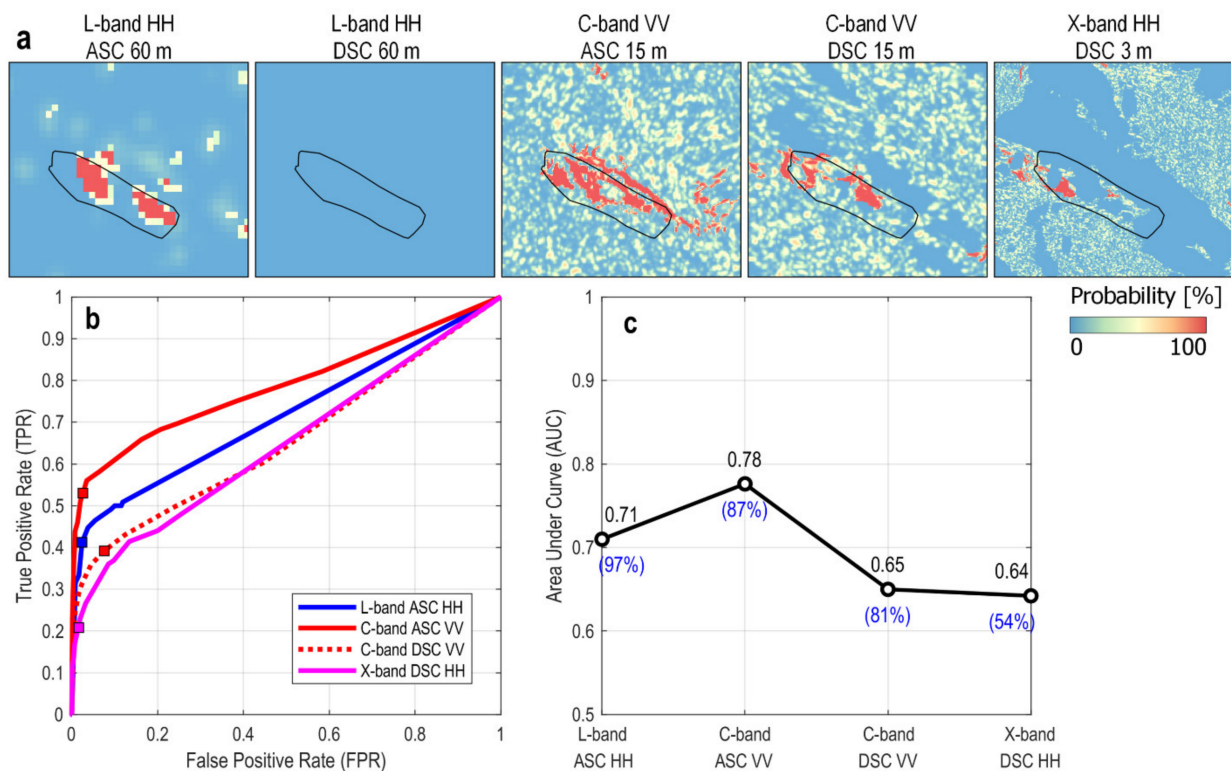 a
L-band HH
ASC 60 m
L-band HH
DSC 60 m
C-band VV
ASC 15 m
C-band VV
DSC 15 m
X-band HH
DSC 3 m
Probability [%]
0 100
b
True Positive Rate (TPR)
1
0.9
0.8
0.7
0.6
0.5
0.4
0.3
0.2
0.1
0
L-band ASC HH
C-band ASC VV
C-band DSC VV
X-band DSC HH
0 0.2 0.4 0.6 0.8 1
False Positive Rate (FPR)
c
Area Under Curve (AUC)
1
0.9
0.8
0.7
0.6
0.5
0.71
(97%)
0.78
(87%)
0.65
(81%)
0.64
(54%)
L-band
ASC HH
C-band
ASC VV
C-band
DSC VV
X-band
DSC HH